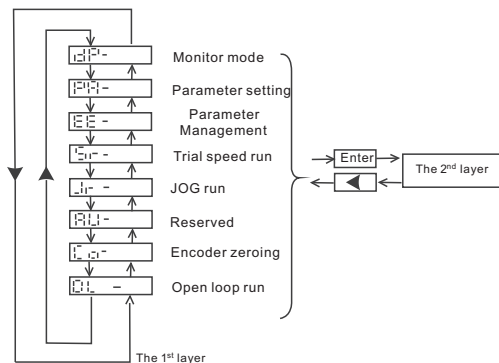 dP-
Monitor mode
PA-
Parameter setting
EE-
Parameter
Management
Sr-
Trial speed run
Jr-
JOG run
AU-
Reserved
Co-
Encoder zeroing
OL -
Open loop run
Enter
The 2nd layer
The 1st layer